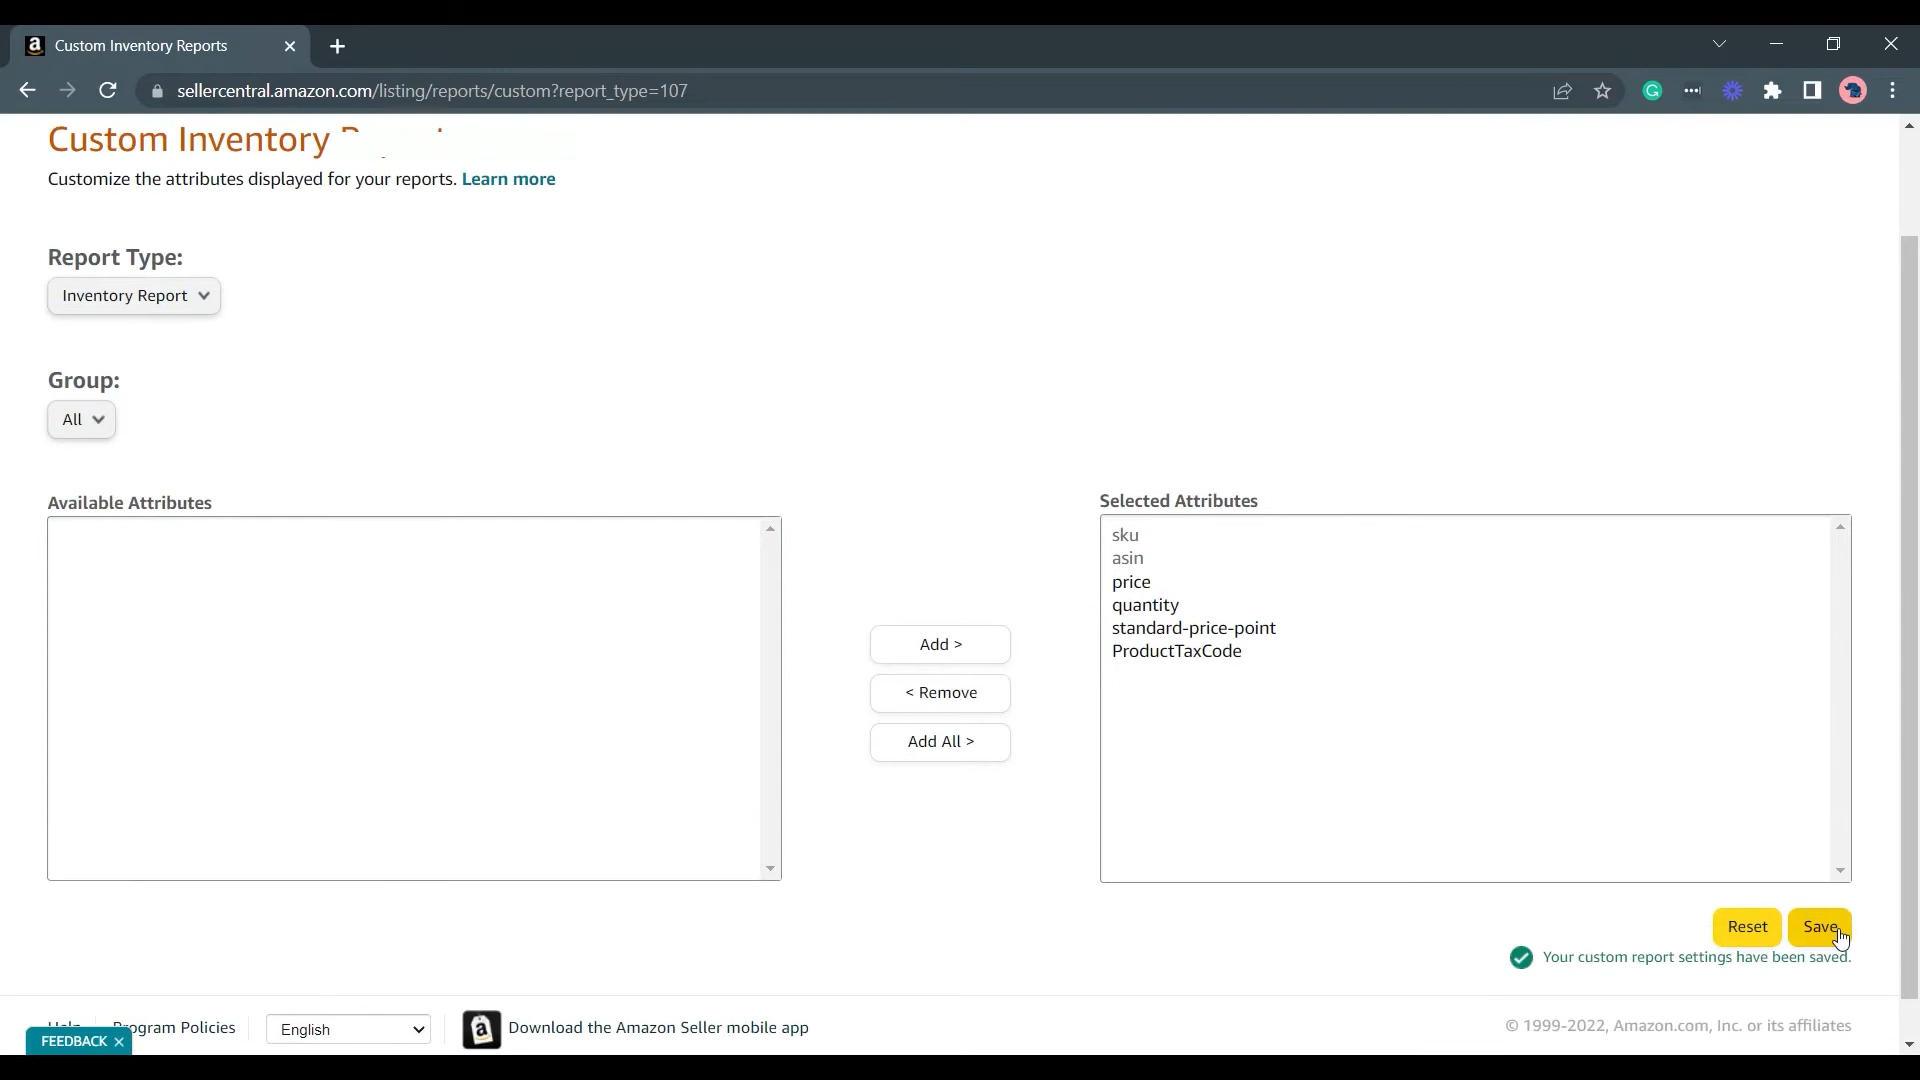 Custom Inventory Reports
sellercentral.amazon.com/listing/reports/custom?report_type=107
Custom Inventory
Customize the attributes displayed for your reports. Learn more
Report Type:
Inventory Report
Group:
All
Available Attributes
Selected Attributes
sku
asin
price
quantity
standard-price-point
ProductTaxCode
Add >
< Remove
Add All >
Reset
Save
Your custom report settings have been saved.
Program Policies
English
Download the Amazon Seller mobile app
© 1999-2022, Amazon.com, Inc. or its affiliates
FEEDBACK